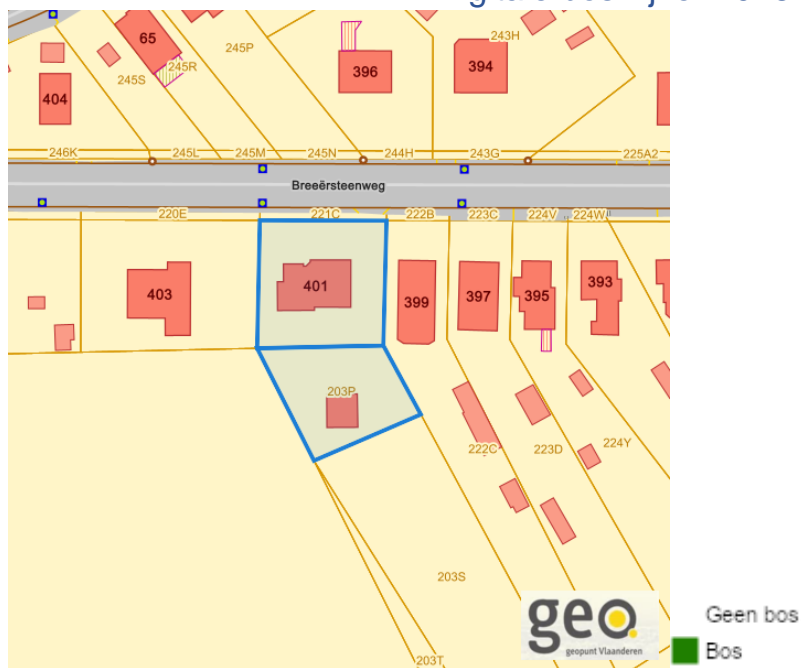 65
245P
243H
396
394
245R
245S
404
246K
245L
245M
245N
244H
243G
225A2
Breeërsteenweg
220E
221C
222B
223C
224V
224W
401
403
399
397
395
393
203P
222C
223D
224Y
203S
geo.
geopunt Vlaanderen
203T
Geen bos
Bos